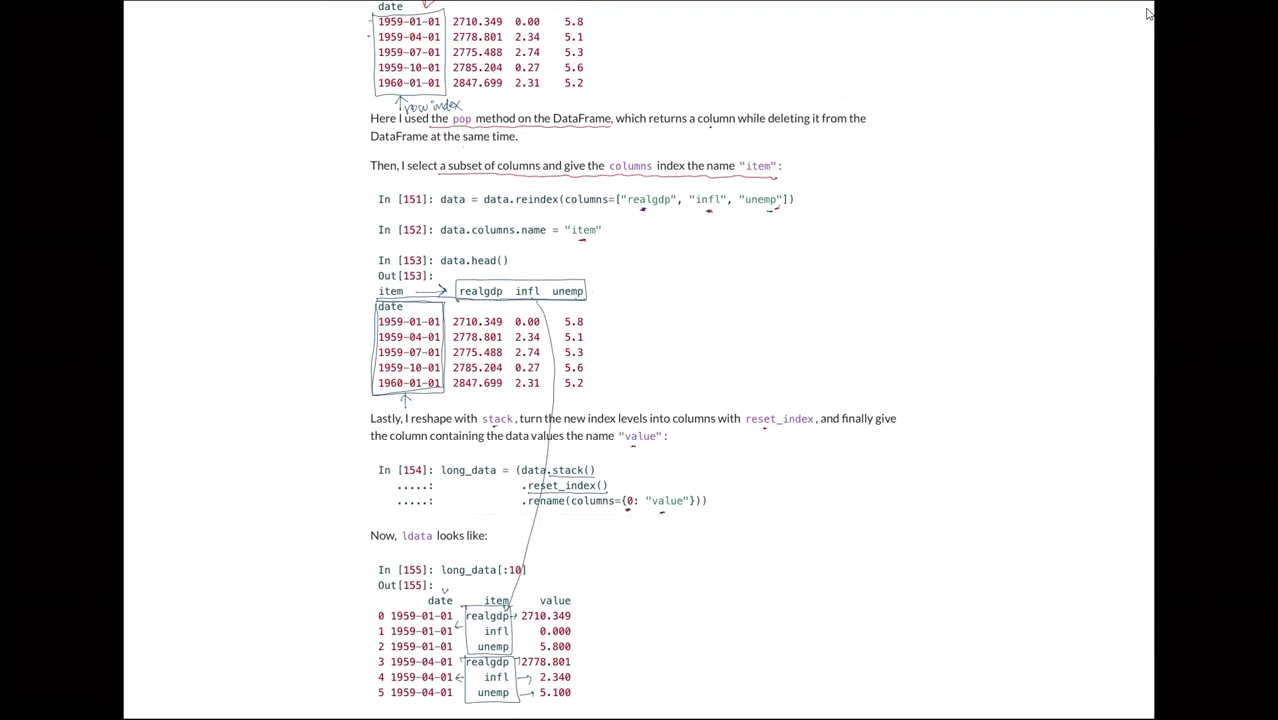 date
1959-01-01 2710.349 0.00 5.8
1959-04-01 2778.801 2.34 5.1
1959-07-01 2775.488 2.74 5.3
1959-10-01 2785.204 0.27 5.6
1960-01-01 2847.699 2.31 5.2
row index
Here I used the pop method on the DataFrame, which returns a column while deleting it from the
DataFrame at the same time.
Then, I select a subset of columns and give the columns index the name "item":
In [151]: data = data.reindex(columns=["realgdp", "infl", "unemp"])
In [152]: data.columns.name = "item"
In [153]: data.head()
Out[153]:
item realgdp infl unemp
date
1959-01-01 2710.349 0.00 5.8
1959-04-01 2778.801 2.34 5.1
1959-07-01 2775.488 2.74 5.3
1959-10-01 2785.204 0.27 5.6
1960-01-01 2847.699 2.31 5.2
Lastly, I reshape with stack, turn the new index levels into columns with reset_index, and finally give
the column containing the data values the name "value":
In [154]: long_data = (data.stack()
.....: .reset_index()
.....: .rename(columns={0: "value"}))
Now, ldata looks like:
In [155]: long_data[:10]
Out[155]:
date item value
0 1959-01-01 realgdp 2710.349
1 1959-01-01 infl 0.000
2 1959-01-01 unemp 5.800
3 1959-04-01 realgdp 2778.801
4 1959-04-01 infl 2.340
5 1959-04-01 unemp 5.100